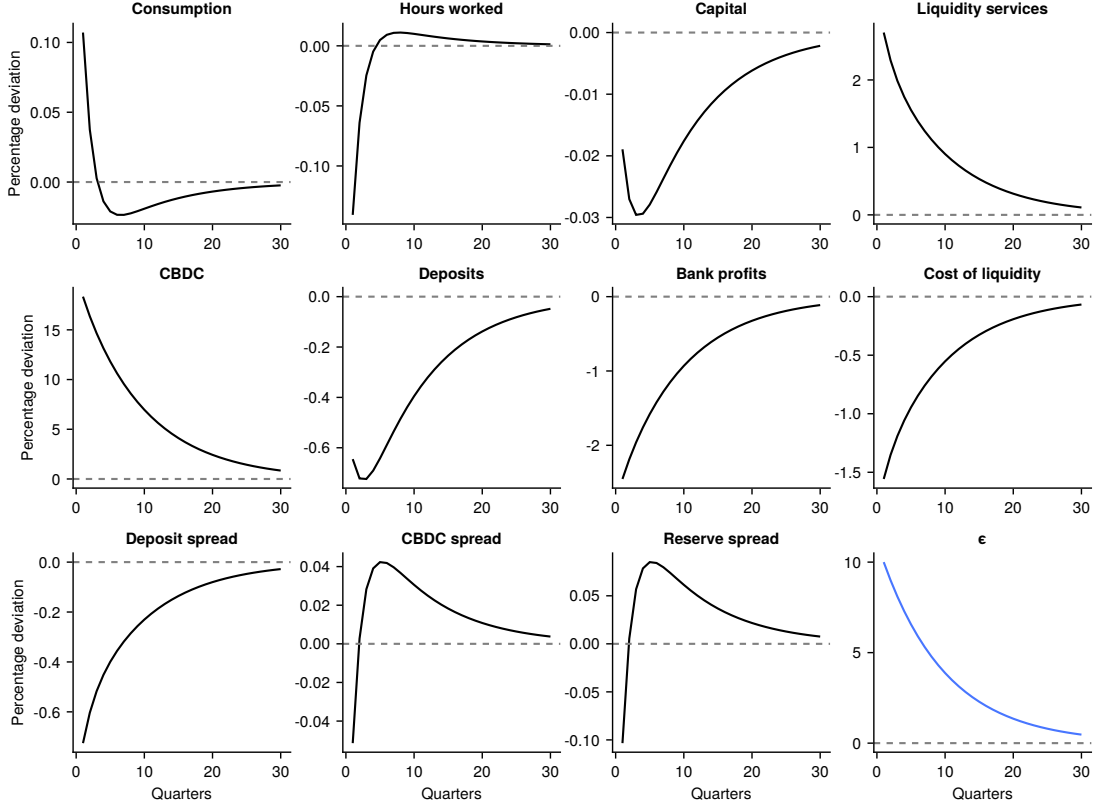 Consumption Hours worked Capital Liquidity services
Percentage deviation
0.10 0.00 0.00 2
0.05 -0.05 -0.01 1
0.00 -0.10 -0.02 0
-0.03
0 10 20 30 0 10 20 30 0 10 20 30 0 10 20 30
CBDC Deposits Bank profits Cost of liquidity
Percentage deviation
15 0.0 0 0.0
10 -0.2 -1 -0.5
5 -0.4 -2 -1.0
0 -0.6 -1.5
0 10 20 30 0 10 20 30 0 10 20 30 0 10 20 30
Deposit spread CBDC spread Reserve spread ϵ
Percentage deviation
0.0 0.04 0.05 10
-0.2 0.02 0.00 5
-0.4 0.00 -0.05 0
-0.6 -0.02 -0.10
-0.04
0 10 20 30 0 10 20 30 0 10 20 30 0 10 20 30
Quarters Quarters Quarters Quarters